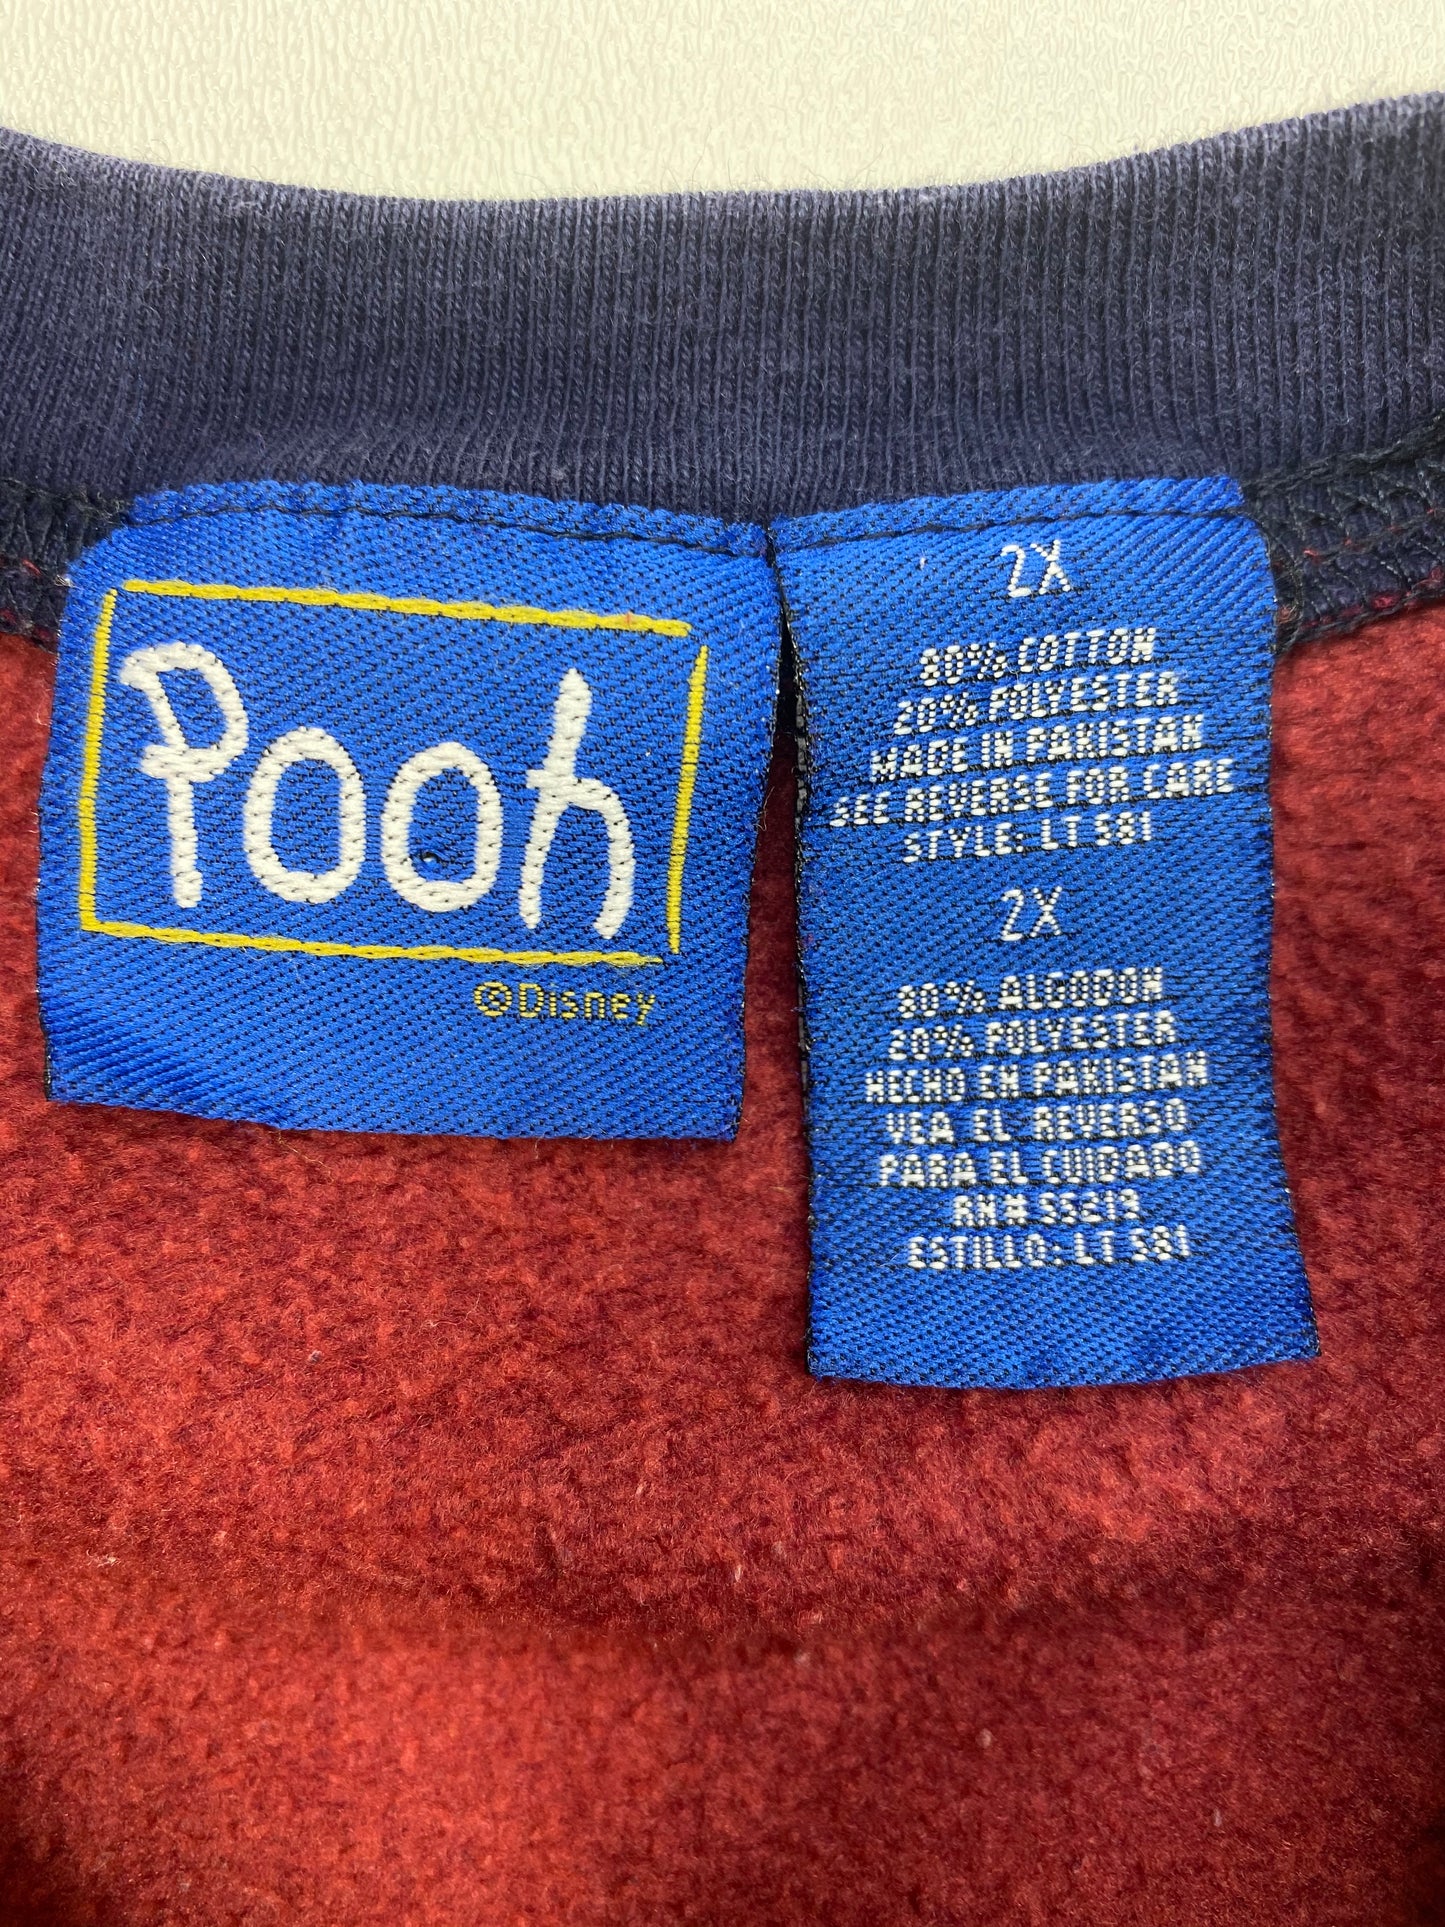 Pooh
©Disney
2X
80% COTTON
20% POLYESTER
MADE IN PAKISTAN
SEE REVERSE FOR CARE
STYLE: LT 581
2X
80% ALGODON
20% POLYESTER
HECHO EN PAKISTAN
VEA EL REVERSO
PARA EL CUIDADO
RN# 55219
ESTILLO: LT 581